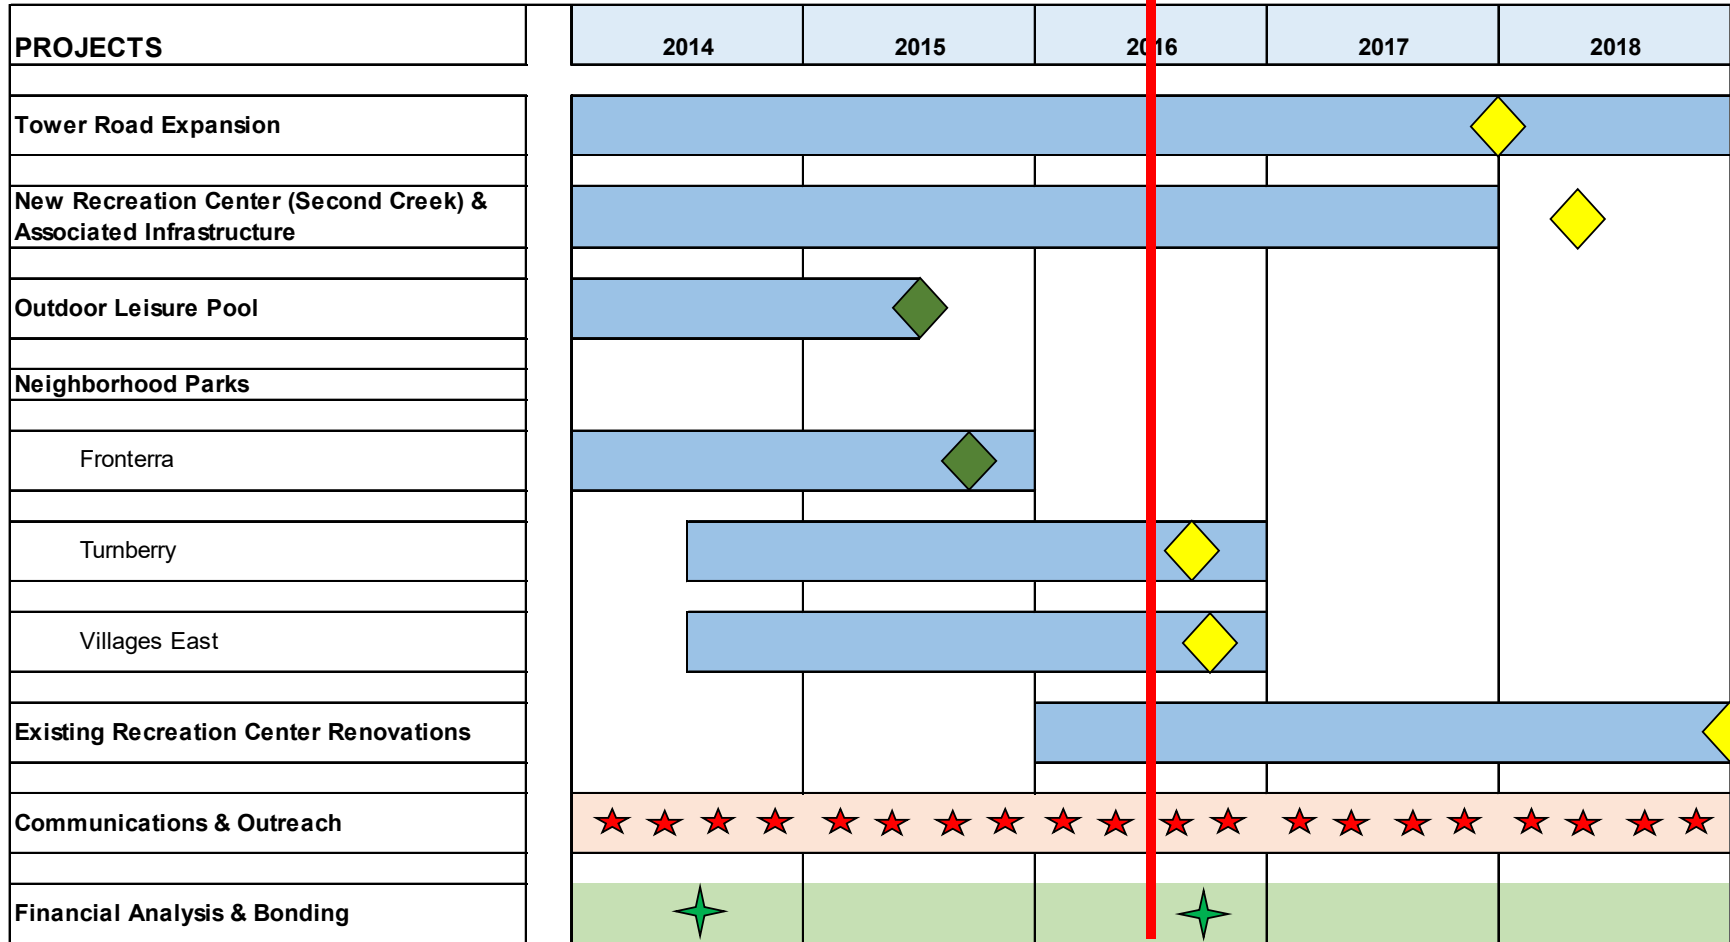 PROJECTS 2014 2015 2016 2017 2018
Tower Road Expansion
New Recreation Center (Second Creek) &
Associated Infrastructure
Outdoor Leisure Pool
Neighborhood Parks
Fronterra
Turnberry
Villages East
Existing Recreation Center Renovations
Communications & Outreach
Financial Analysis & Bonding